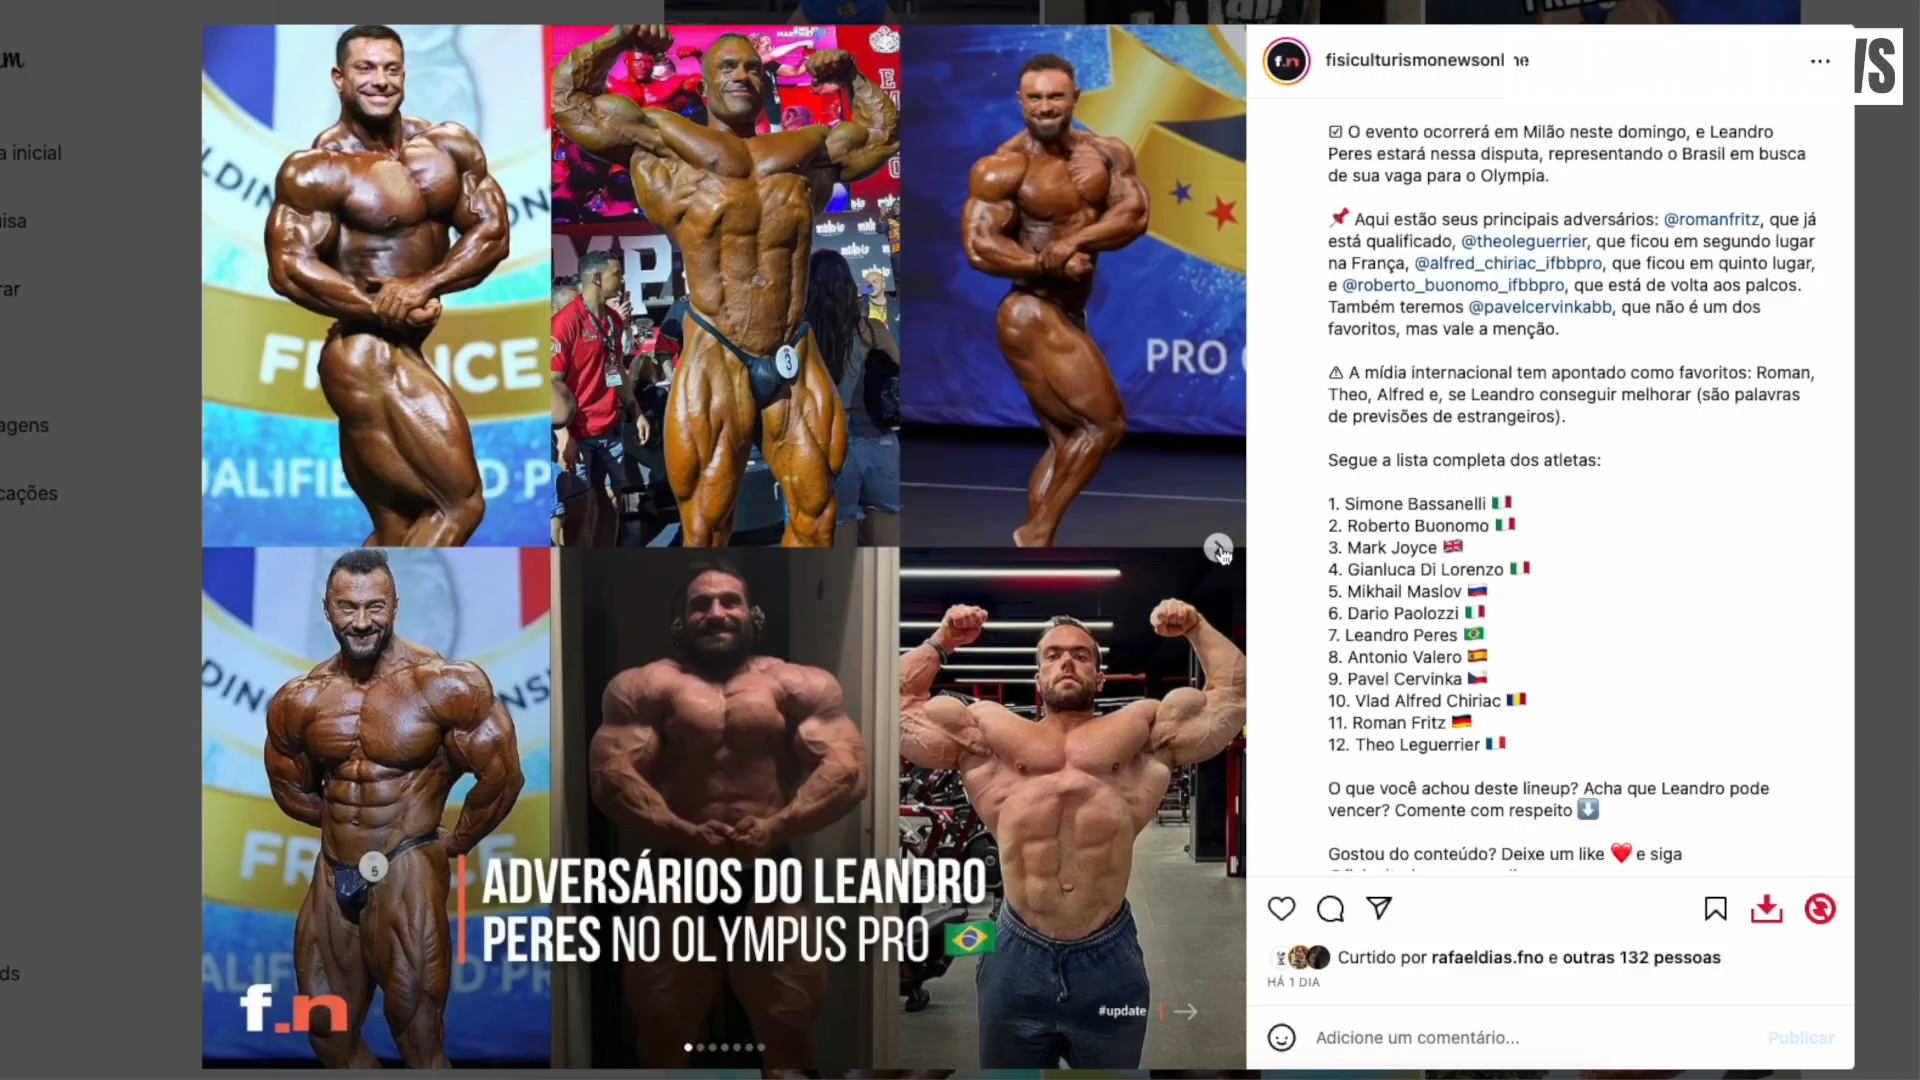 fisiculturismonewsonl ne
☑ O evento ocorrerá em Milão neste domingo, e Leandro
Peres estará nessa disputa, representando o Brasil em busca
de sua vaga para o Olympia.
📌 Aqui estão seus principais adversários: @romanfritz, que já
está qualificado, @theoleguerrier, que ficou em segundo lugar
na França, @alfred_chiriac_ifbbpro, que ficou em quinto lugar,
e @roberto_buonomo_ifbbpro, que está de volta aos palcos.
Também teremos @pavelcervinkabb, que não é um dos
favoritos, mas vale a menção.
⚠ A mídia internacional tem apontado como favoritos: Roman,
Theo, Alfred e, se Leandro conseguir melhorar (são palavras
de previsões de estrangeiros).
Segue a lista completa dos atletas:
1. Simone Bassanelli 🇮🇹
2. Roberto Buonomo 🇮🇹
3. Mark Joyce 🇬🇧
4. Gianluca Di Lorenzo 🇮🇹
5. Mikhail Maslov 🇷🇺
6. Dario Paolozzi 🇮🇹
7. Leandro Peres 🇧🇷
8. Antonio Valero 🇪🇸
9. Pavel Cervinka 🇨🇿
10. Vlad Alfred Chiriac 🇷🇴
11. Roman Fritz 🇩🇪
12. Theo Leguerrier 🇫🇷
O que você achou deste lineup? Acha que Leandro pode
vencer? Comente com respeito ⬇️
Gostou do conteúdo? Deixe um like ❤️ e siga
Curtido por rafaeldias.fno e outras 132 pessoas
HÁ 1 DIA
Adicione um comentário...
Publicar
ADVERSÁRIOS DO LEANDRO
PERES NO OLYMPUS PRO 🇧🇷
f.n
#update
f.n
FRANCE
PRO
3
5
a inicial